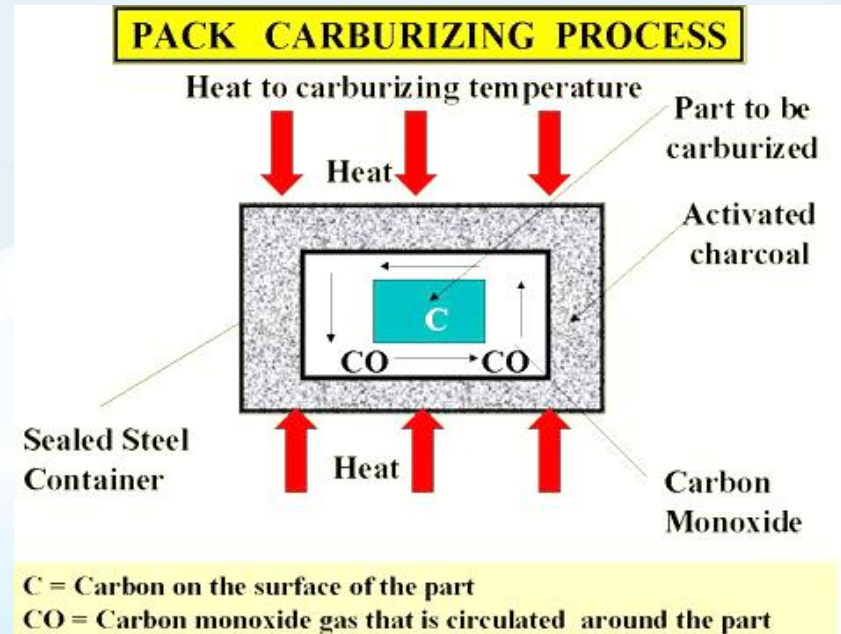 PACK CARBURIZING PROCESS
Heat to carburizing temperature
Part to be
carburized
Heat
Activated
charcoal
C
CO
CO
Sealed Steel
Container
Heat
Carbon
Monoxide
C = Carbon on the surface of the part
CO = Carbon monoxide gas that is circulated around the part